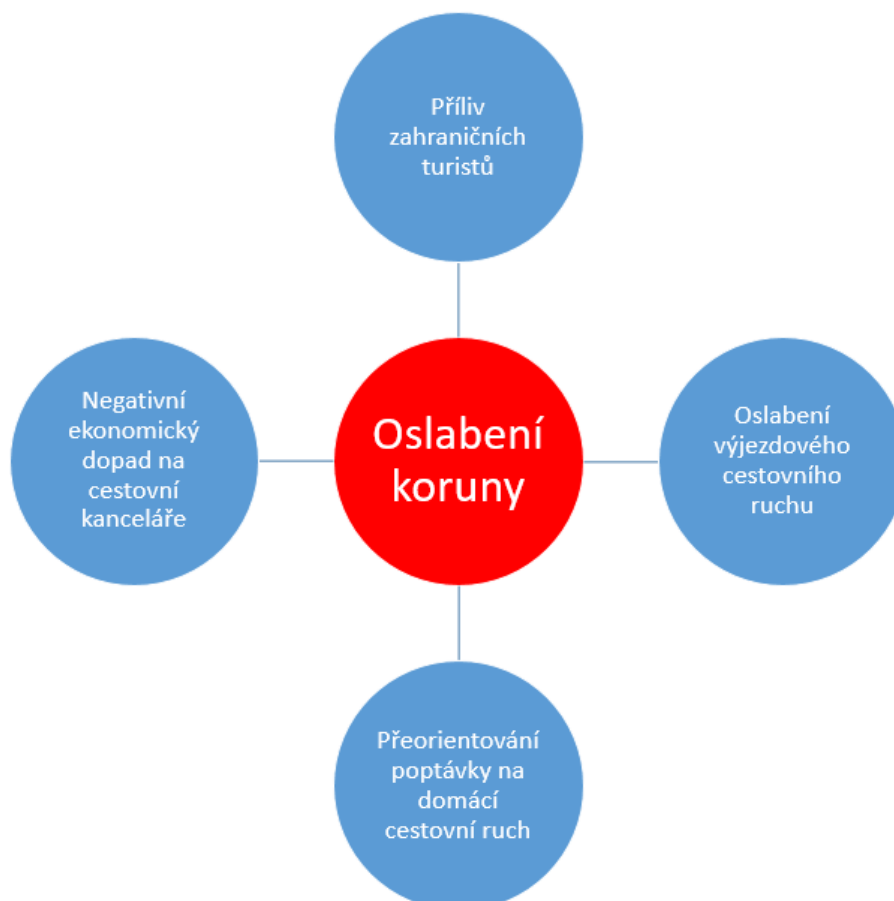 Příliv
zahraničních
turistů
Negativní
ekonomický
dopad na
cestovní
kanceláře
Oslabení
koruny
Oslabení
výjezdového
cestovního
ruchu
Přeorientování
poptávky na
domácí
cestovní ruch